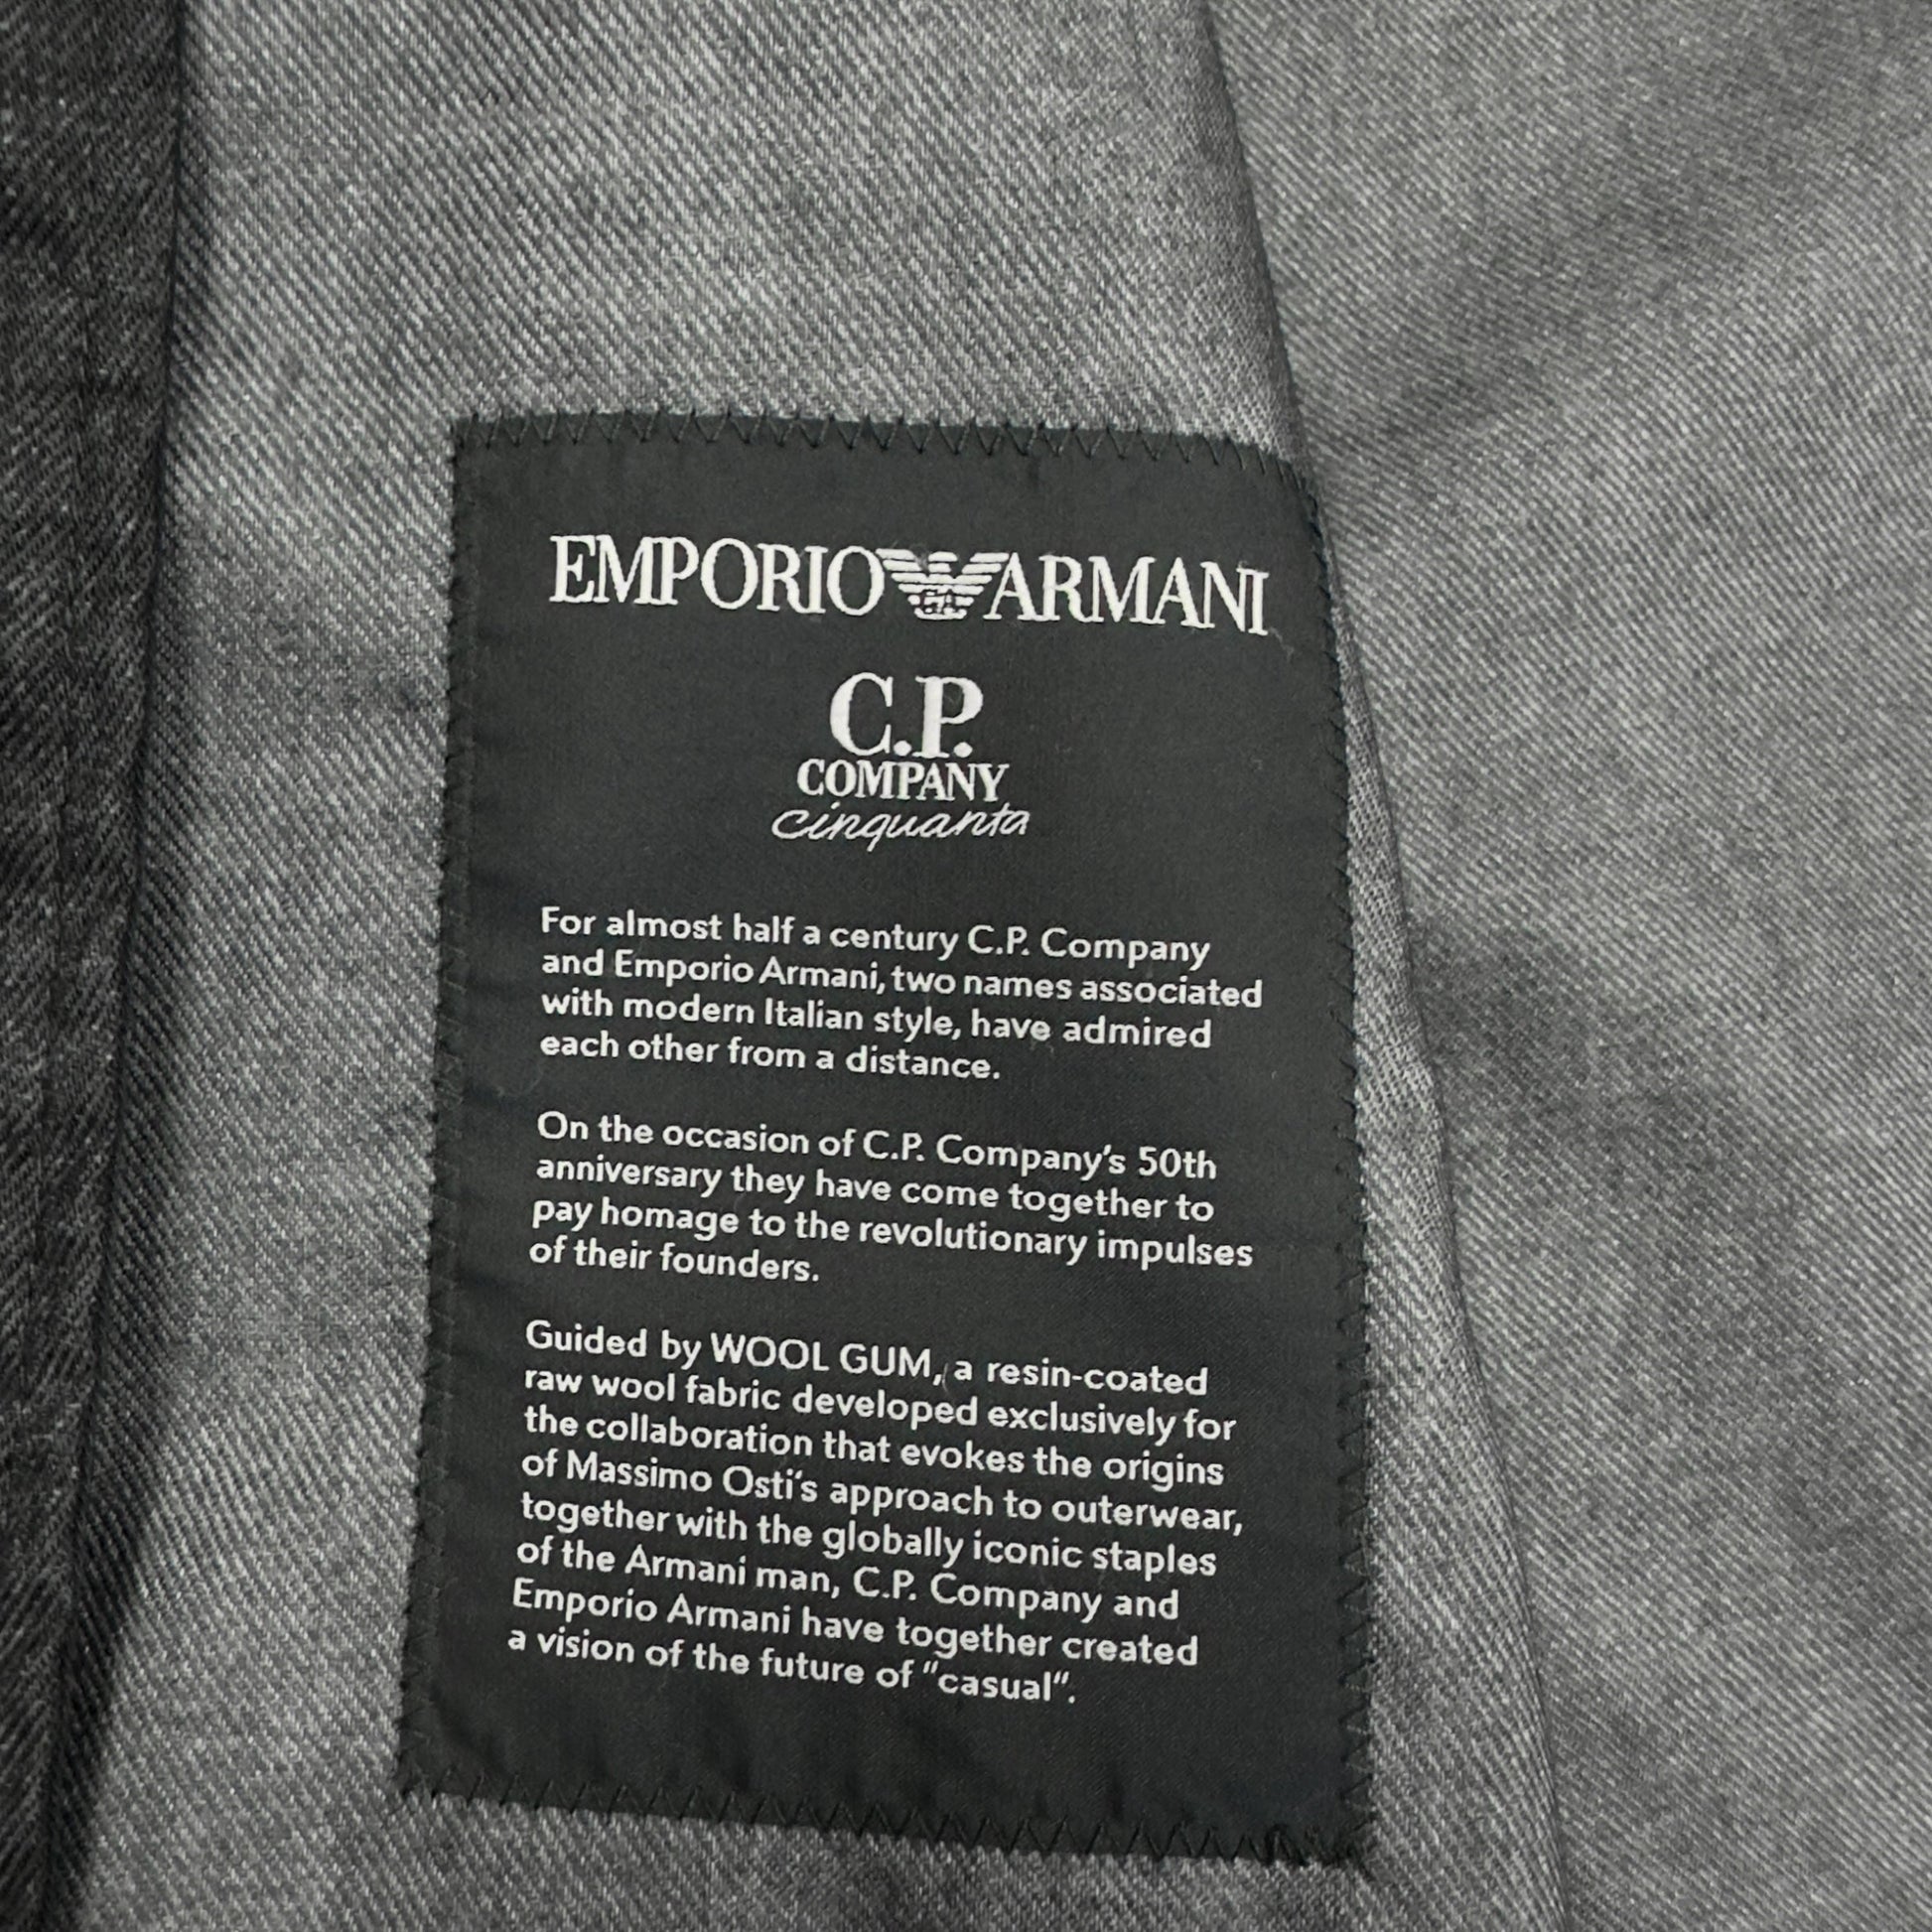 EMPORIO ARMANI
C.P.
COMPANY
cinquanta
For almost half a century C.P. Company
and Emporio Armani, two names associated
with modern Italian style, have admired
each other from a distance.
On the occasion of C.P. Company's 50th
anniversary they have come together to
pay homage to the revolutionary impulses
of their founders.
Guided by WOOL GUM, a resin-coated
raw wool fabric developed exclusively for
the collaboration that evokes the origins
of Massimo Osti‘s approach to outerwear,
together with the globally iconic staples
of the Armani man, C.P. Company and
Emporio Armani have together created
a vision of the future of “casual“.